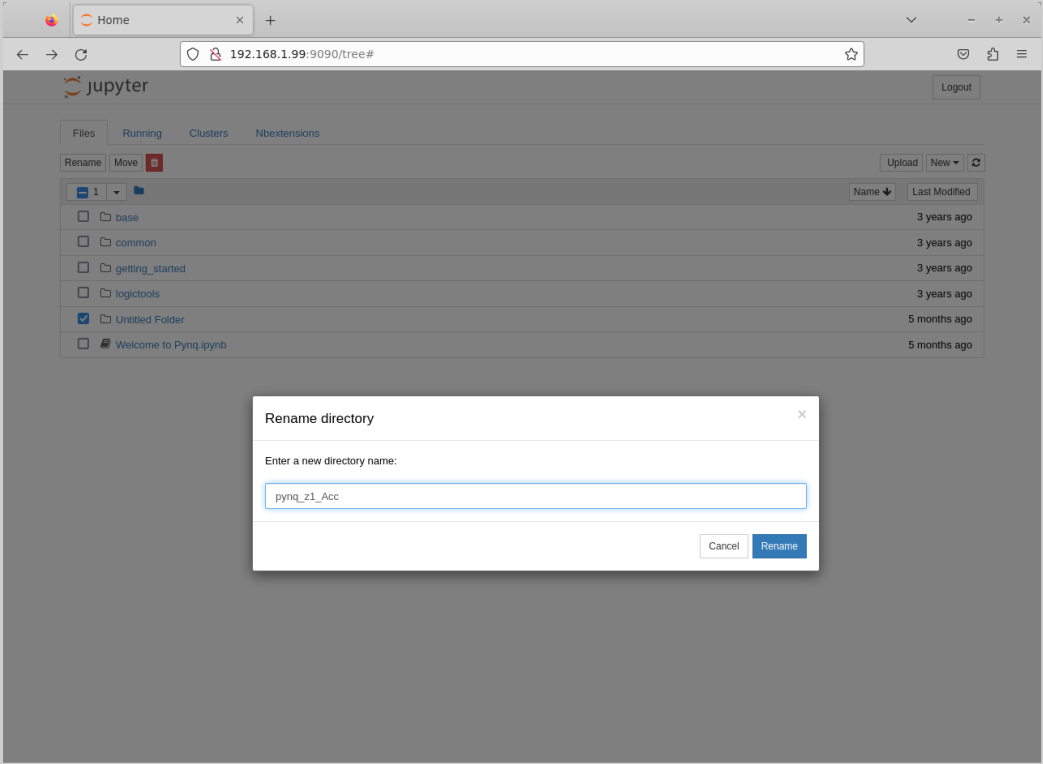 Home
192.168.1.99:9090/tree#
jupyter
Logout
Files Running Clusters Nbextensions
Rename Move Upload New
1 Name Last Modified
base 3 years ago
common 3 years ago
getting_started 3 years ago
logictools 3 years ago
Untitled Folder 5 months ago
Welcome to Pynq.ipynb 5 months ago
Rename directory
Enter a new directory name:
pynq_z1_Acc
Cancel Rename